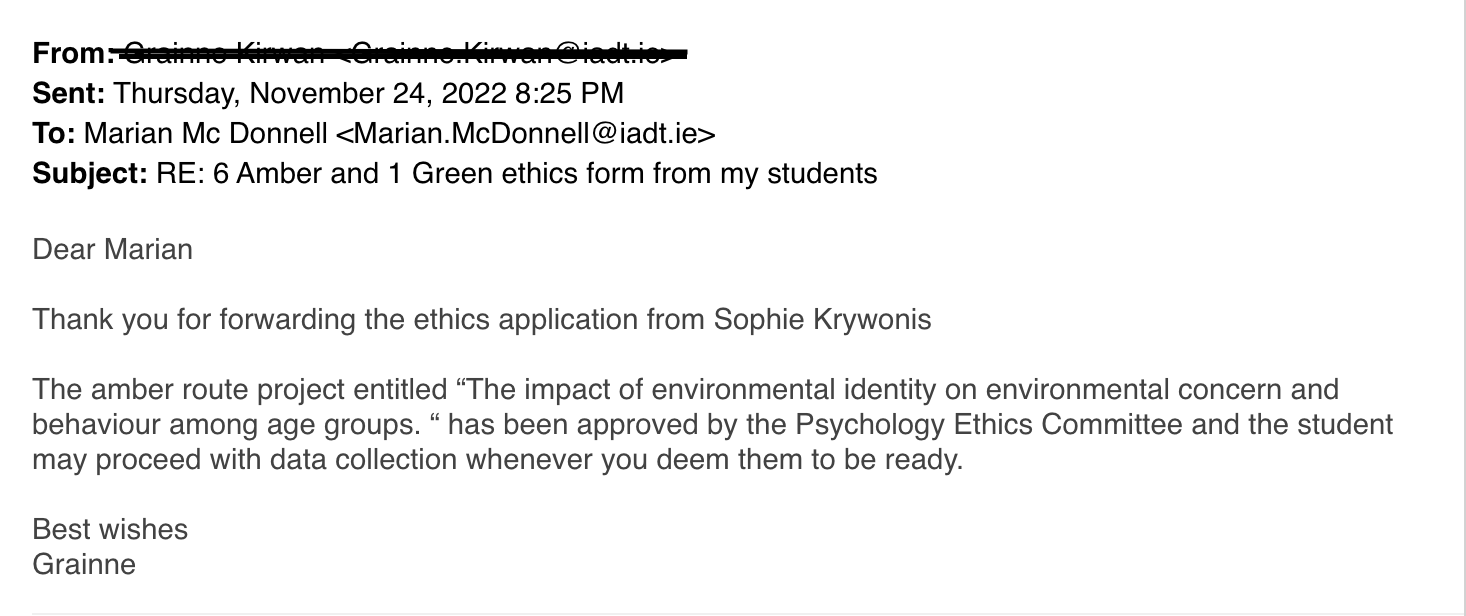 From:
Sent: Thursday, November 24, 2022 8:25 PM
To: Marian Mc Donnell <Marian.McDonnell@iadt.ie>
Subject: RE: 6 Amber and 1 Green ethics form from my students
Dear Marian
Thank you for forwarding the ethics application from Sophie Krywonis
The amber route project entitled “The impact of environmental identity on environmental concern and
behaviour among age groups. “ has been approved by the Psychology Ethics Committee and the student
may proceed with data collection whenever you deem them to be ready.
Best wishes
Grainne